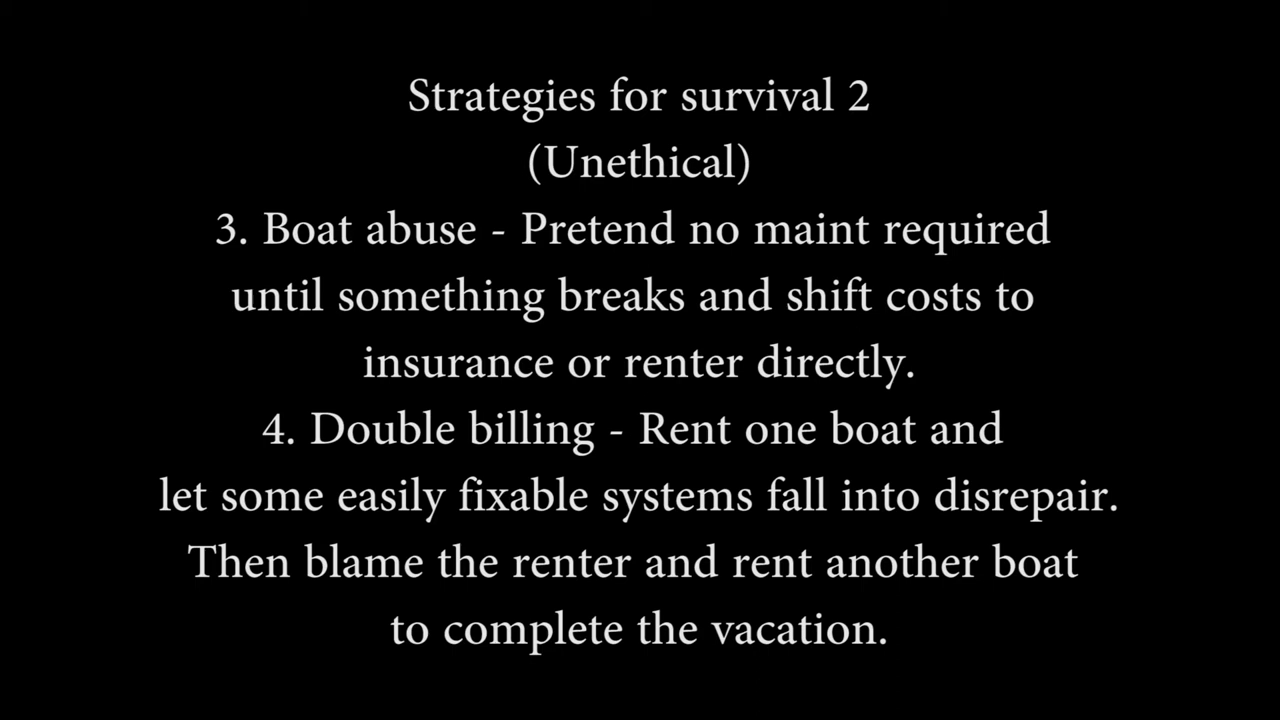 Strategies for survival 2
(Unethical)
3. Boat abuse - Pretend no maint required
until something breaks and shift costs to
insurance or renter directly.
4. Double billing - Rent one boat and
let some easily fixable systems fall into disrepair.
Then blame the renter and rent another boat
to complete the vacation.